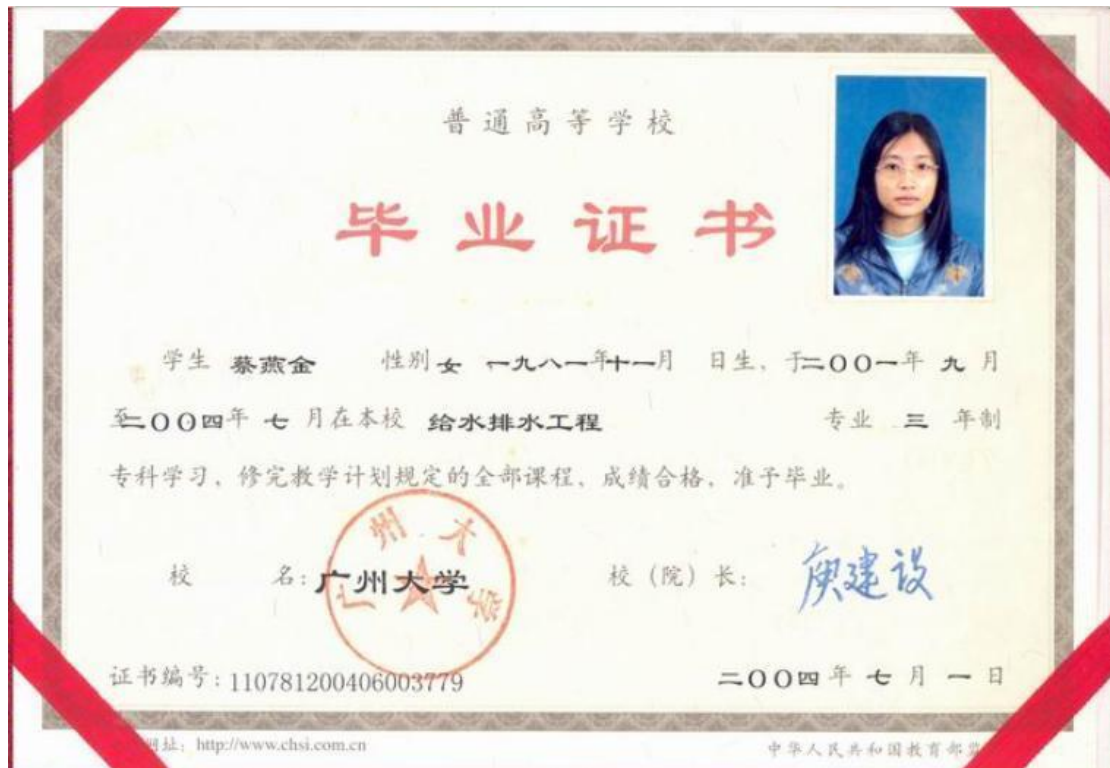 普通高等学校
毕业证书
学生 蔡燕金 性别 女 一九八一年十一月 日生、于二〇〇一年 九 月
至二〇〇四年 七 月在本校 给水排水工程 专业 三 年制
专科学习，修完教学计划规定的全部课程，成绩合格，准予毕业。
校 名：广州大学 校（院）长： 庾建设
广州大学
证书编号：110781200406003779 二〇〇四年 七 月 一 日
网址：http://www.chsi.com.cn 中华人民共和国教育部